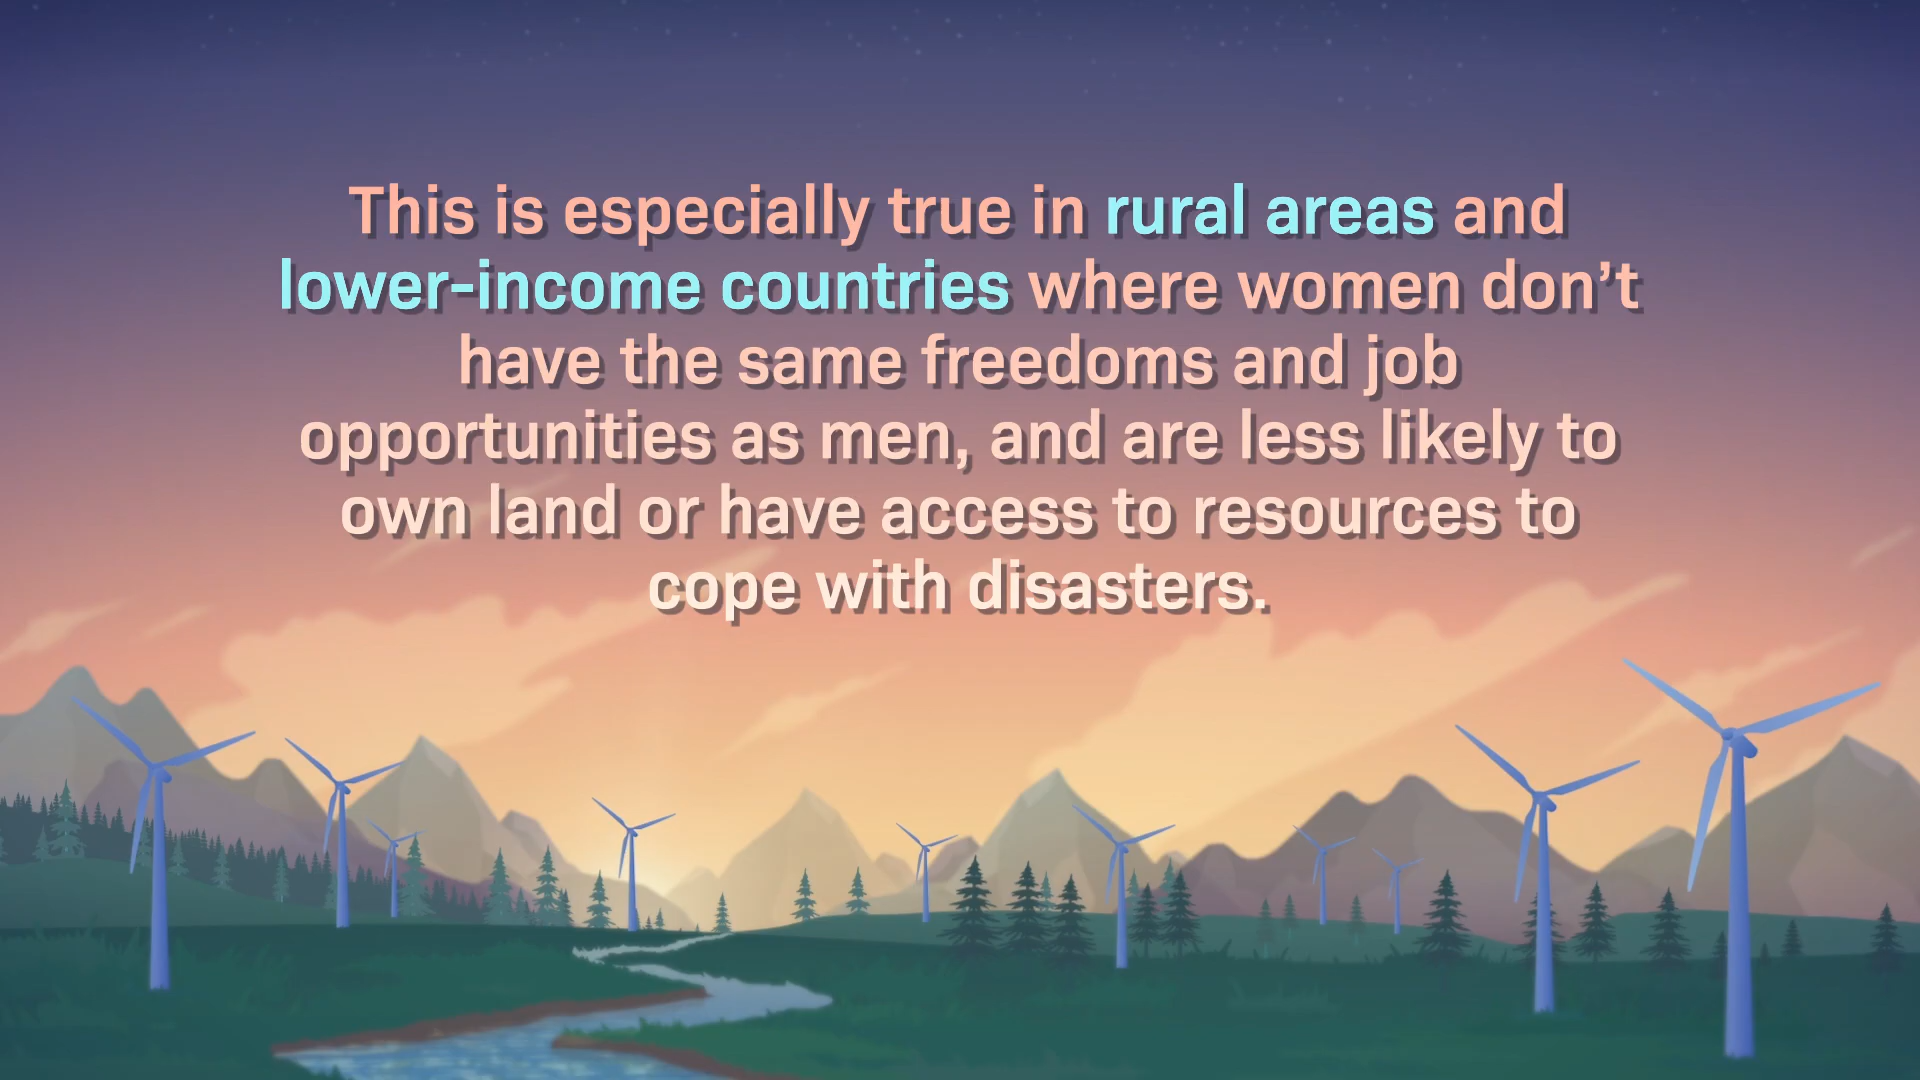 This is especially true in rural areas and
lower-income countries where women don’t
have the same freedoms and job
opportunities as men, and are less likely to
own land or have access to resources to
cope with disasters.